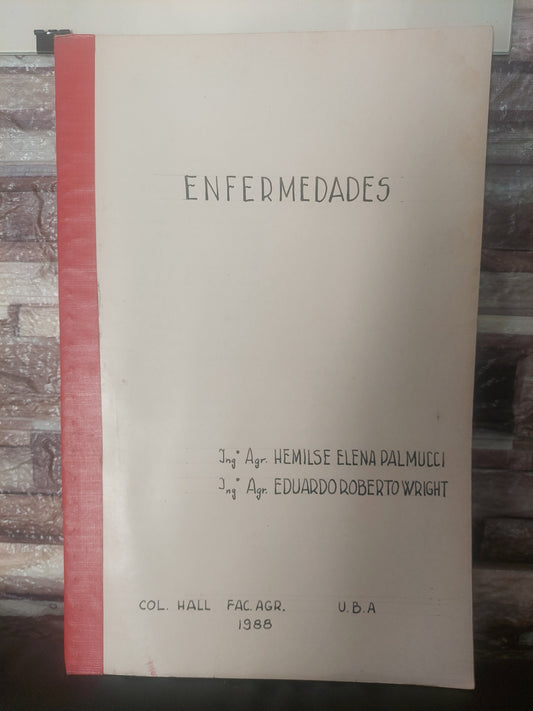 ENFERMEDADES
Ing° Agr. HEMILSE ELENA PALMUCCI
Ing° Agr. EDUARDO ROBERTO WRIGHT
COL. HALL FAC. AGR. U.B.A
1988